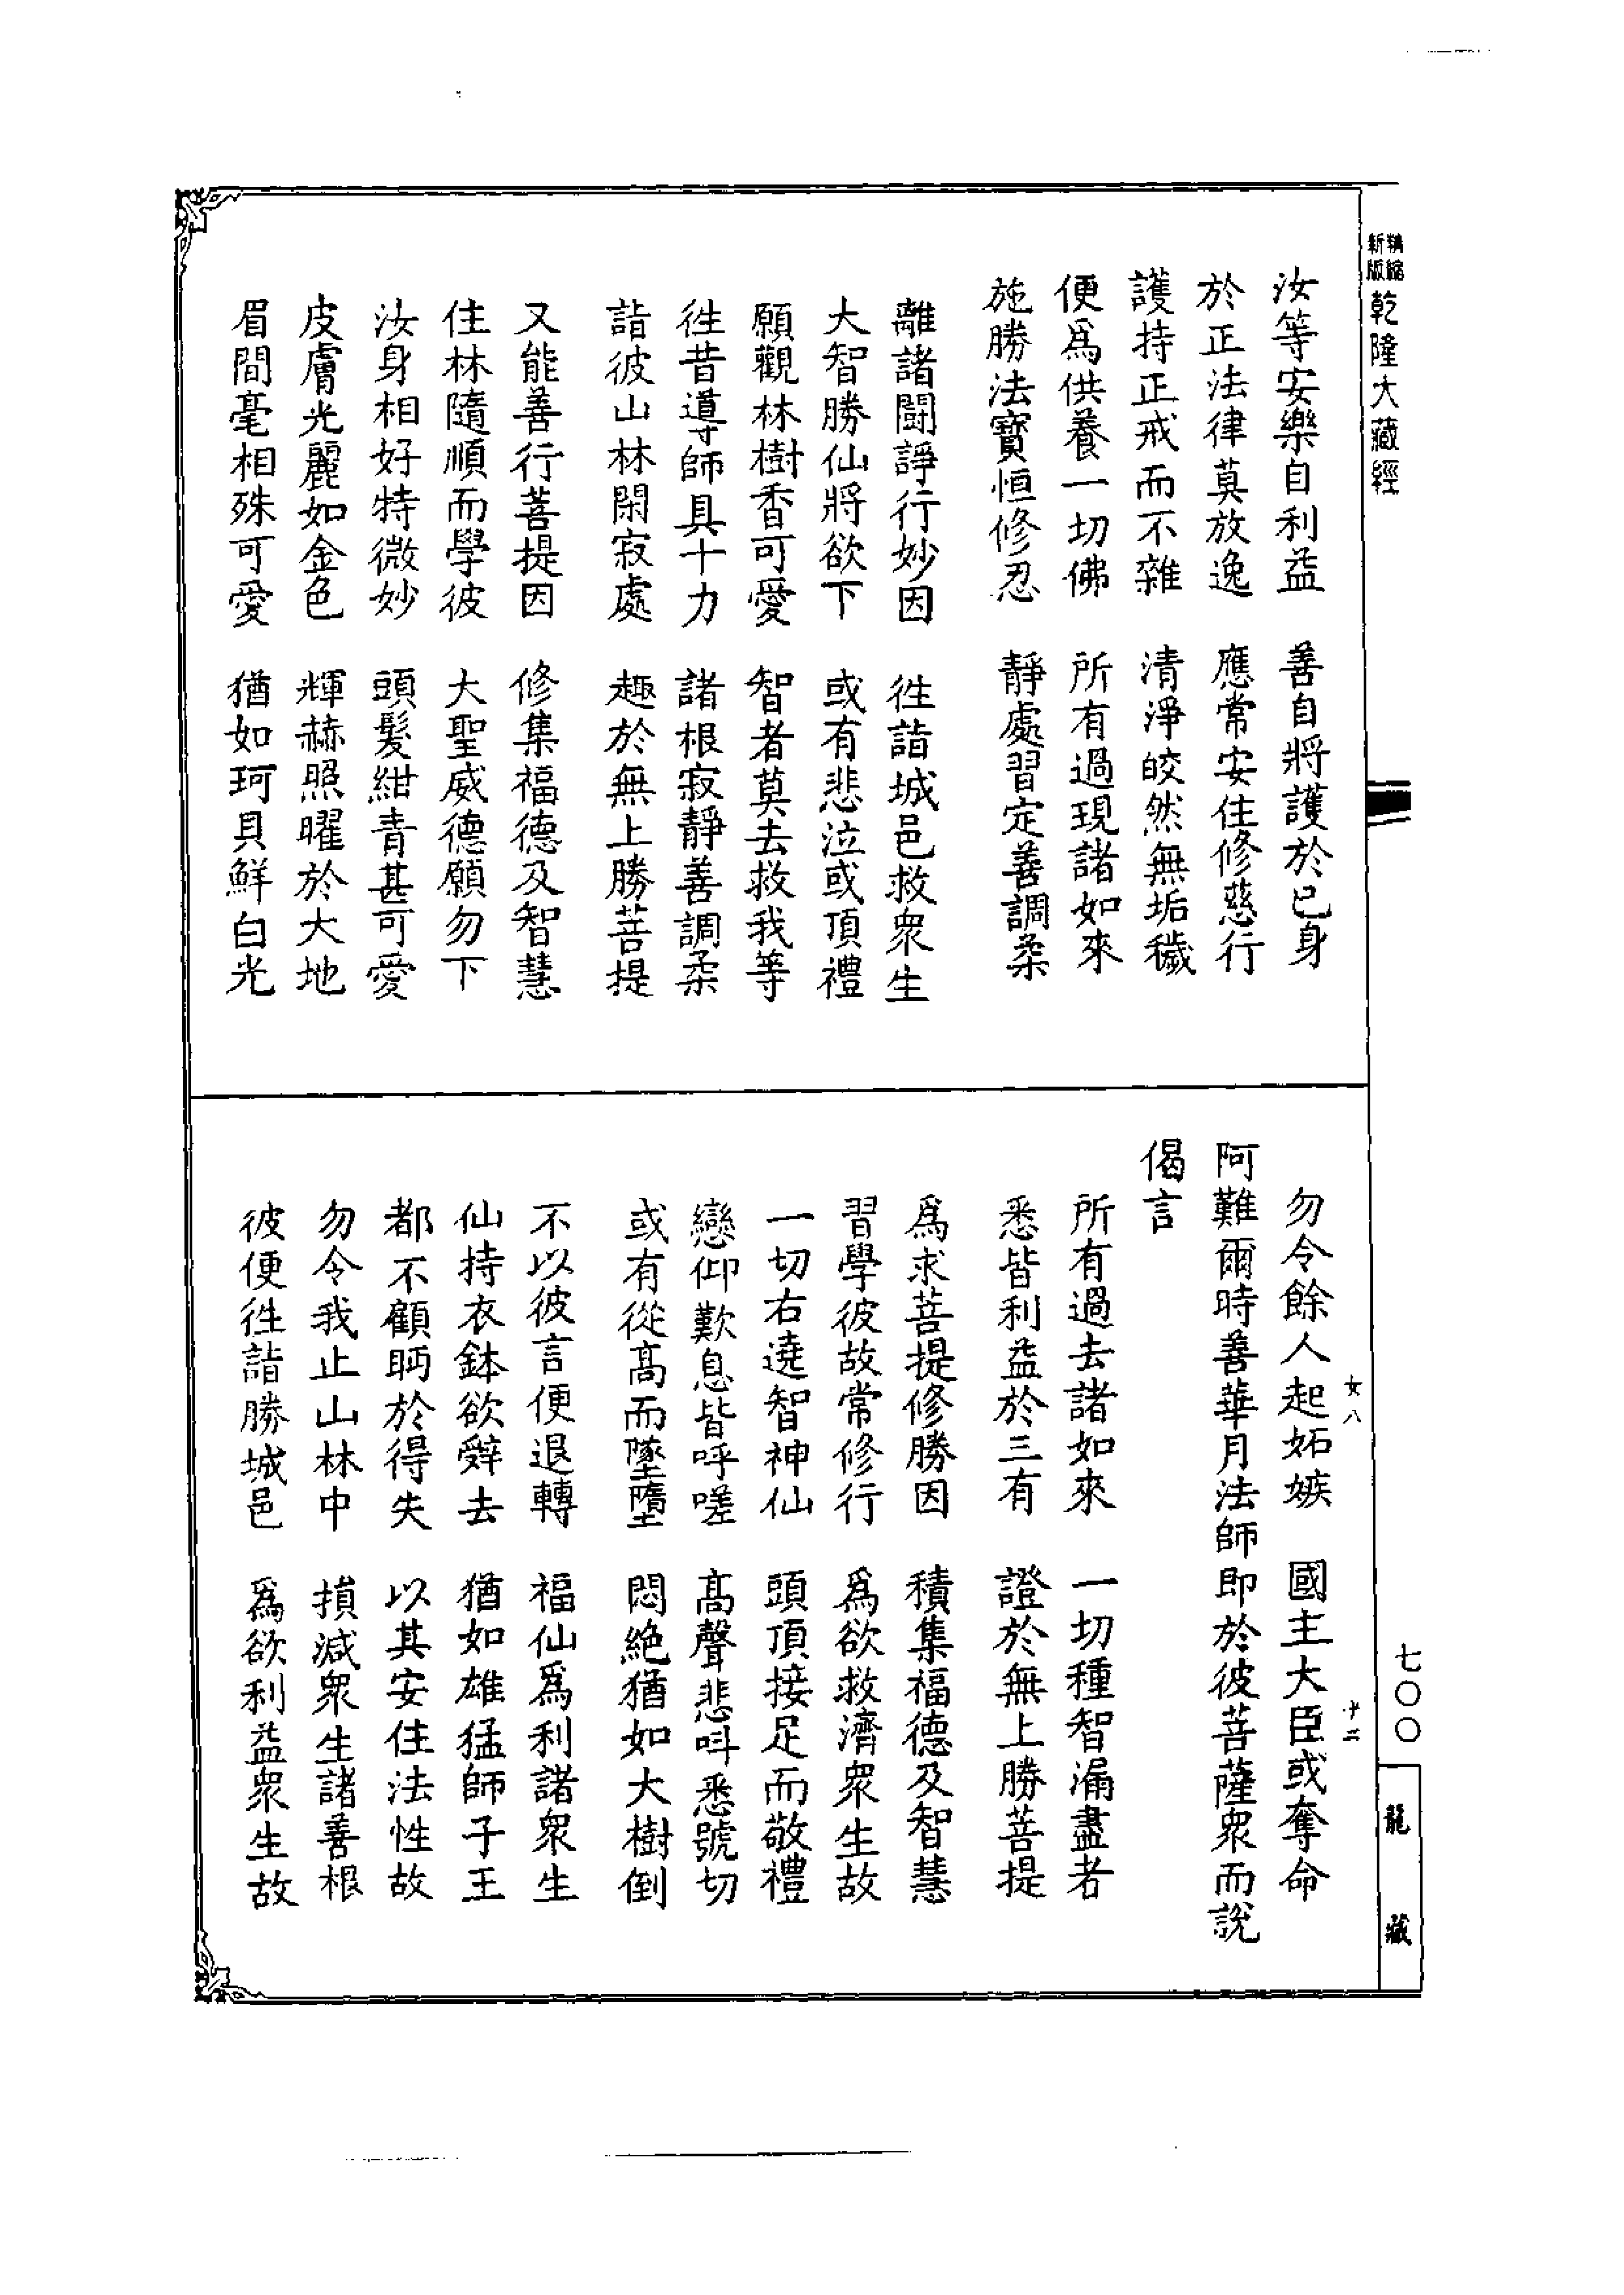 精縮
新版
乾隆大藏經
汝等安樂自利益　善自將護於已身
於正法律莫放逸　應常安住修慈行
護持正戒而不雜　清淨皎然無垢穢
便爲供養一切佛　所有過現諸如來
施勝法寳恒修忍　靜處習定善調柔
離諸鬭諍行妙因　徃詣城邑救衆生
大智勝仙將欲下　或有悲泣或頂禮
願觀林樹香可愛　智者莫去救我等
徃昔導師具十力　諸根寂靜善調柔
詣彼山林閑寂處　趣於無上勝菩提
又能善行菩提因　修集福德及智慧
住林隨順而學彼　大聖威德願勿下
汝身相好特微妙　頭髮紺青甚可愛
皮膚光麗如金色　輝赫照曜於大地
眉間毫相殊可愛　猶如珂貝鮮白光
勿令餘人起妬嫉　國主大臣或奪命
阿難爾時善華月法師即於彼菩薩衆而說
偈言
所有過去諸如來　一切種智漏盡者
悉皆利益於三有　證於無上勝菩提
爲求菩提修勝因　積集福德及智慧
習學彼故常修行　爲欲救濟衆生故
一切右遶智神仙　頭頂接足而敬禮
戀仰歎息皆呼嗟　高聲悲叫悉號切
或有從高而墜墮　悶絶猶如大樹倒
不以彼言便退轉　福仙爲利諸衆生
仙持衣鉢欲辭去　猶如雄猛師子王
都不顧眄於得失　以其安住法性故
勿令我止山林中　損減衆生諸善根
彼便徃詣勝城邑　爲欲利益衆生故
女八
十二
七〇〇
龍藏